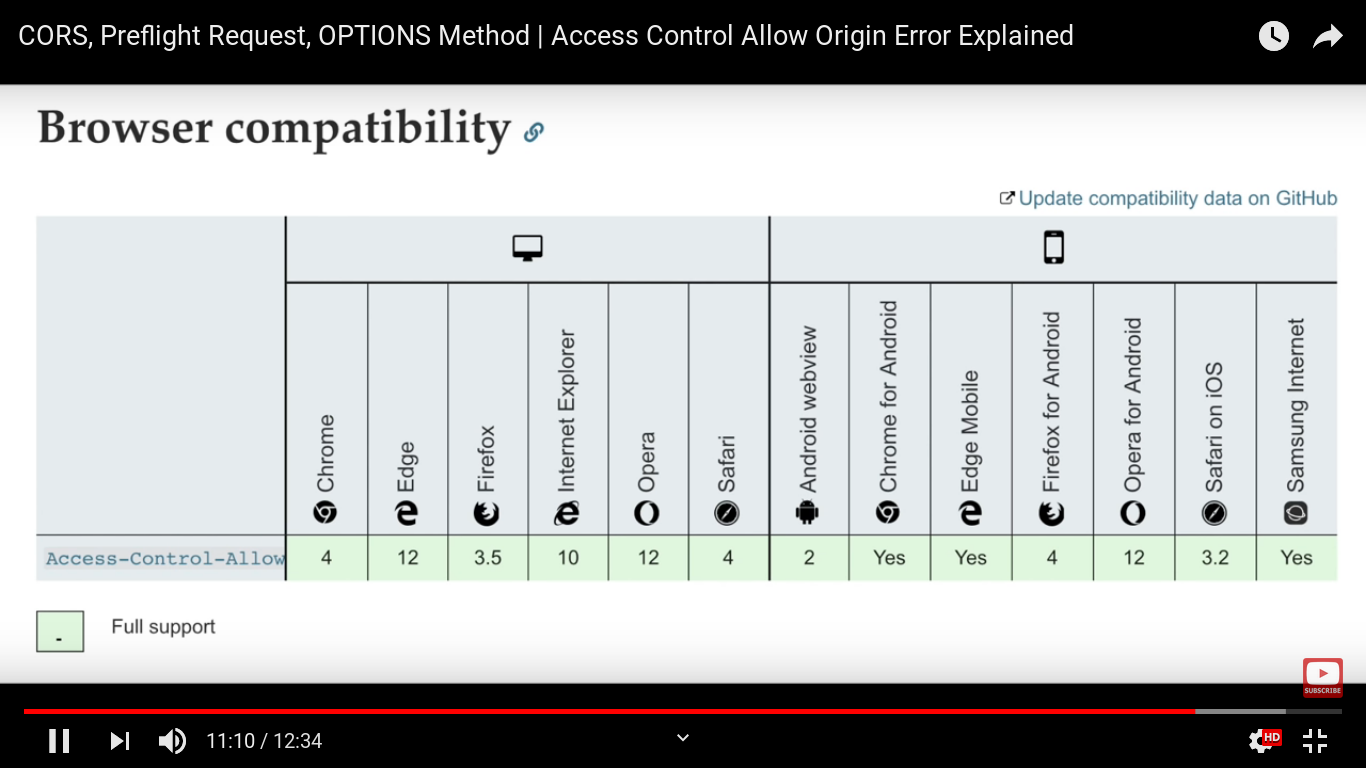 CORS, Preflight Request, OPTIONS Method | Access Control Allow Origin Error Explained
Browser compatibility
Update compatibility data on GitHub
Chrome
Edge
Firefox
Internet Explorer
Opera
Safari
Android webview
Chrome for Android
Edge Mobile
Firefox for Android
Opera for Android
Safari on iOS
Samsung Internet
Access-Control-Allow 4 12 3.5 10 12 4 2 Yes Yes 4 12 3.2 Yes
- Full support
SUBSCRIBE
11:10 / 12:34
HD